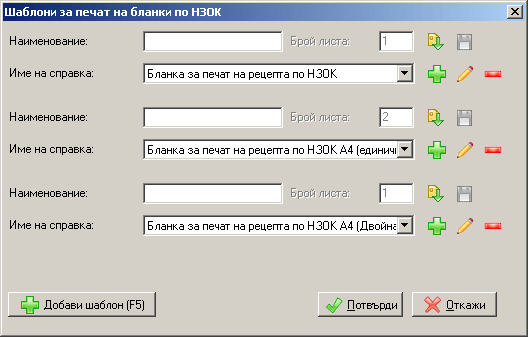 Шаблони за печат на бланки по НЗОК
Наименование: Брой листа: 1
Име на справка: Бланка за печат на рецепта по НЗОК
Наименование: Брой листа: 2
Име на справка: Бланка за печат на рецепта по НЗОК А4 (единич
Наименование: Брой листа: 1
Име на справка: Бланка за печат на рецепта по НЗОК А4 (Двойна
Добави шаблон (F5) Потвърди Откажи